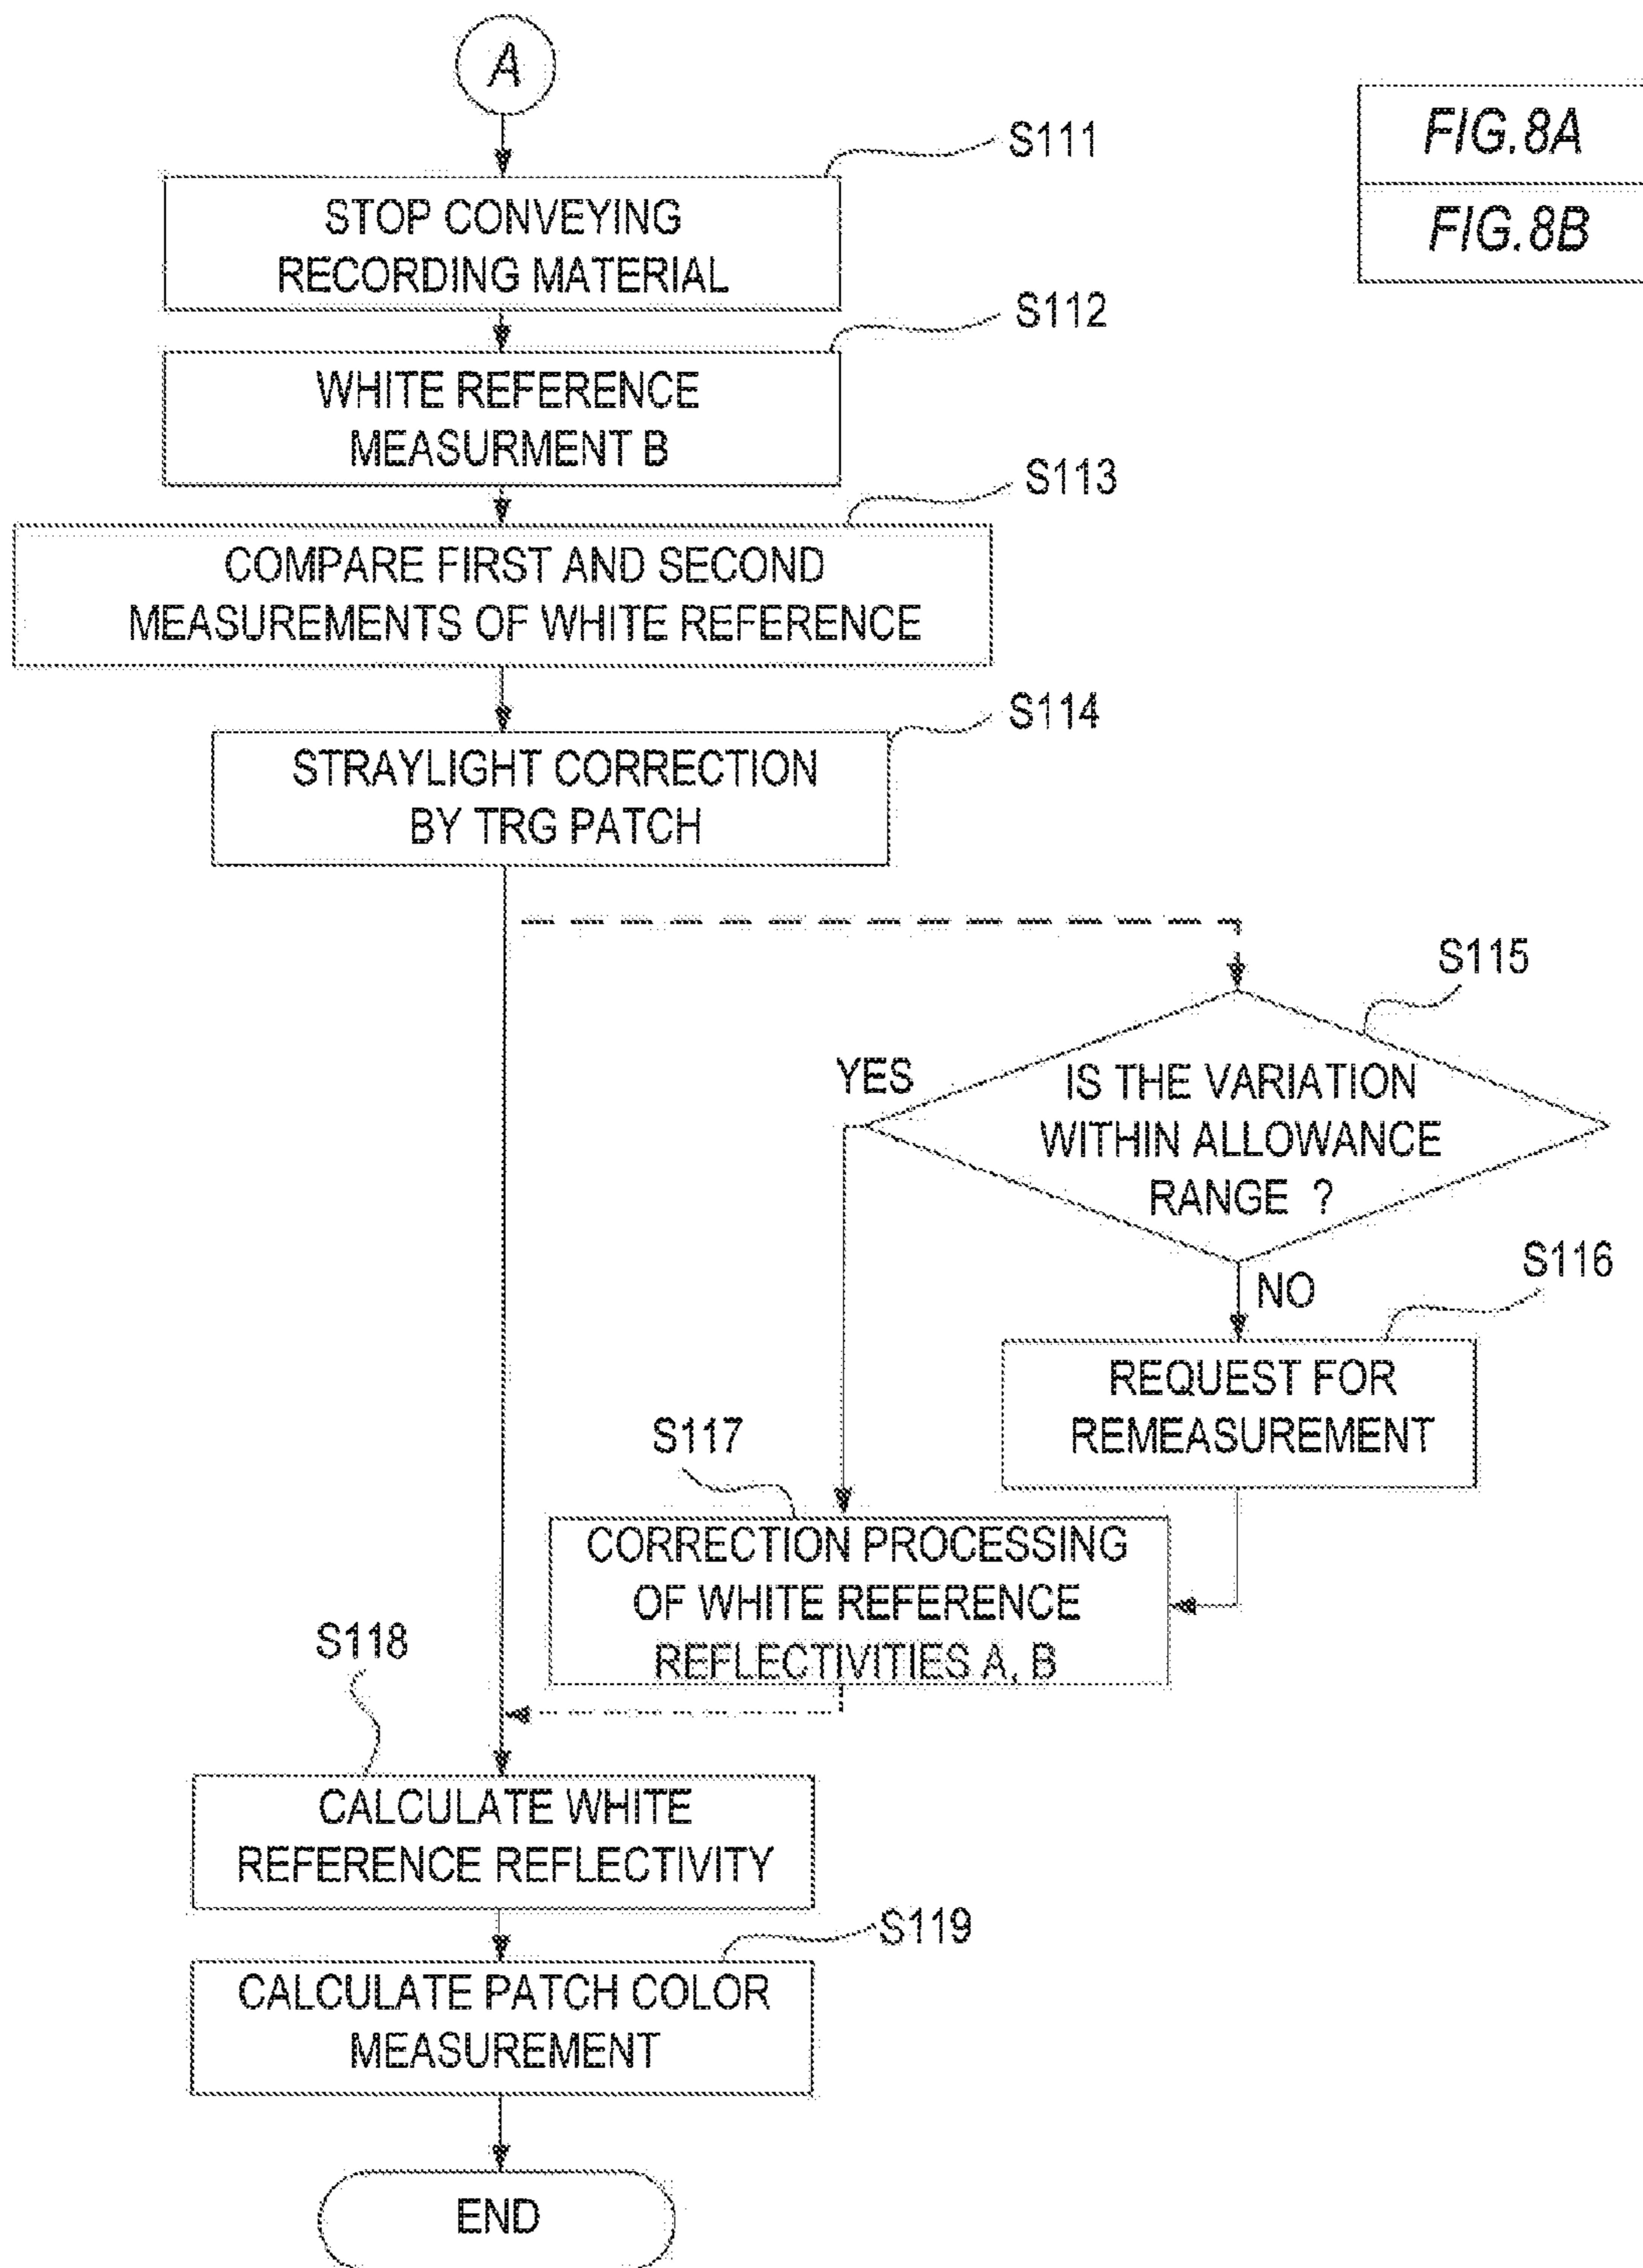 A
FIG.8A
FIG.8B
S111
STOP CONVEYING
RECORDING MATERIAL
S112
WHITE REFERENCE
MEASURMENT B
S113
COMPARE FIRST AND SECOND
MEASUREMENTS OF WHITE REFERENCE
S114
STRAYLIGHT CORRECTION
BY TRG PATCH
S115
YES
IS THE VARIATION
WITHIN ALLOWANCE
RANGE ?
NO
S116
REQUEST FOR
REMEASUREMENT
S117
CORRECTION PROCESSING
OF WHITE REFERENCE
REFLECTIVITIES A, B
S118
CALCULATE WHITE
REFERENCE REFLECTIVITY
S119
CALCULATE PATCH COLOR
MEASUREMENT
END